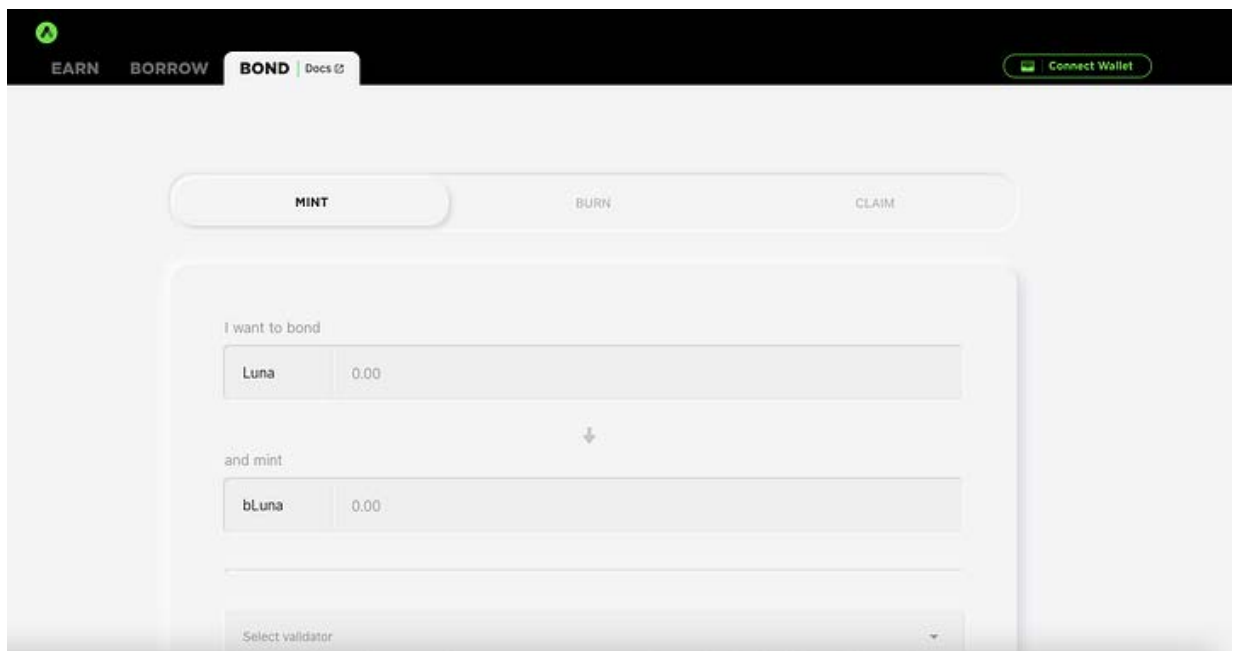 EARN BORROW BOND Docs Connect Wallet
MINT BURN CLAIM
I want to bond
Luna 0.00
and mint
bLuna 0.00
Select validator